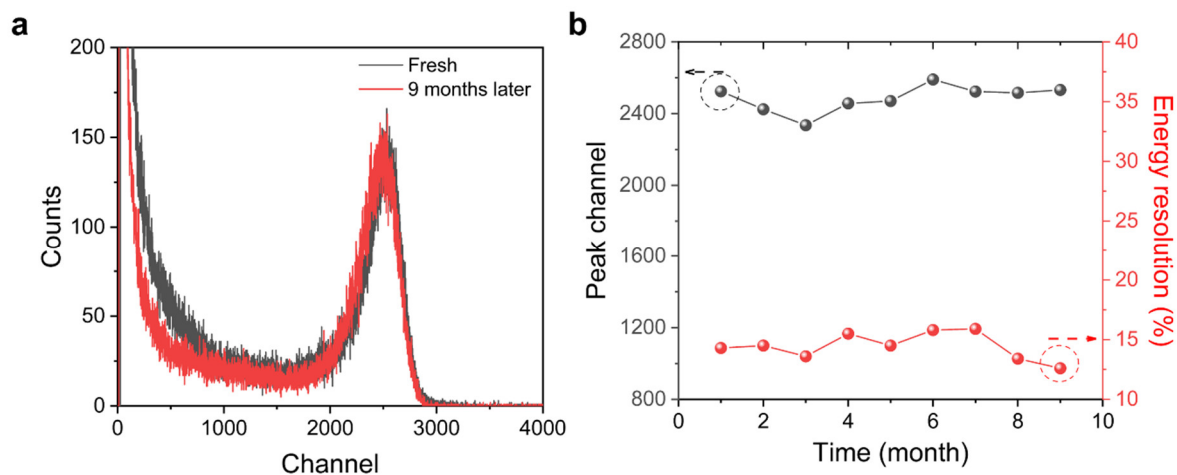 a
200
150
100
50
0
Counts
Fresh
9 months later
0 1000 2000 3000 4000
Channel
b
2800
2400
2000
1600
1200
800
Peak channel
40
35
30
25
20
15
10
Energy resolution (%)
0 2 4 6 8 10
Time (month)